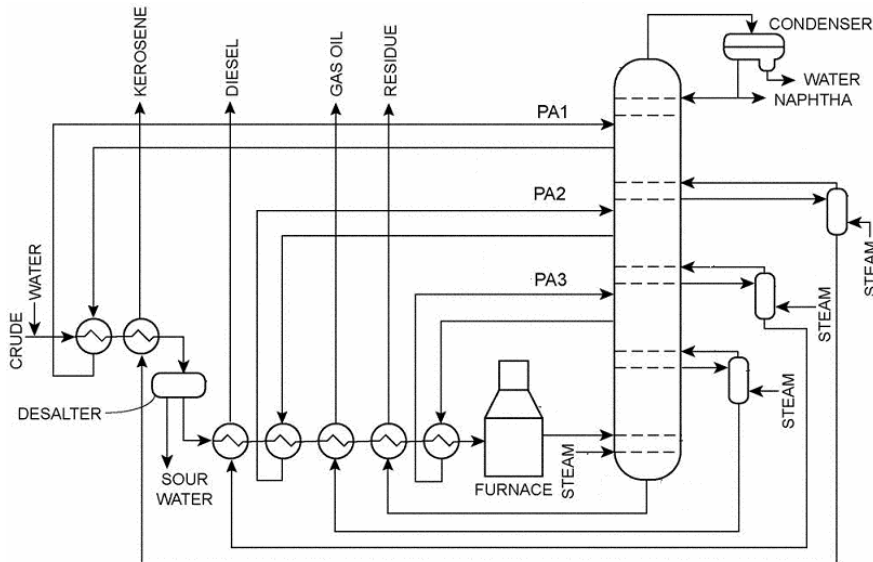 KEROSENE
DIESEL
GAS OIL
RESIDUE
CONDENSER
WATER
NAPHTHA
PA1
PA2
PA3
STEAM
STEAM
STEAM
WATER
CRUDE
DESALTER
SOUR
WATER
FURNACE
STEAM